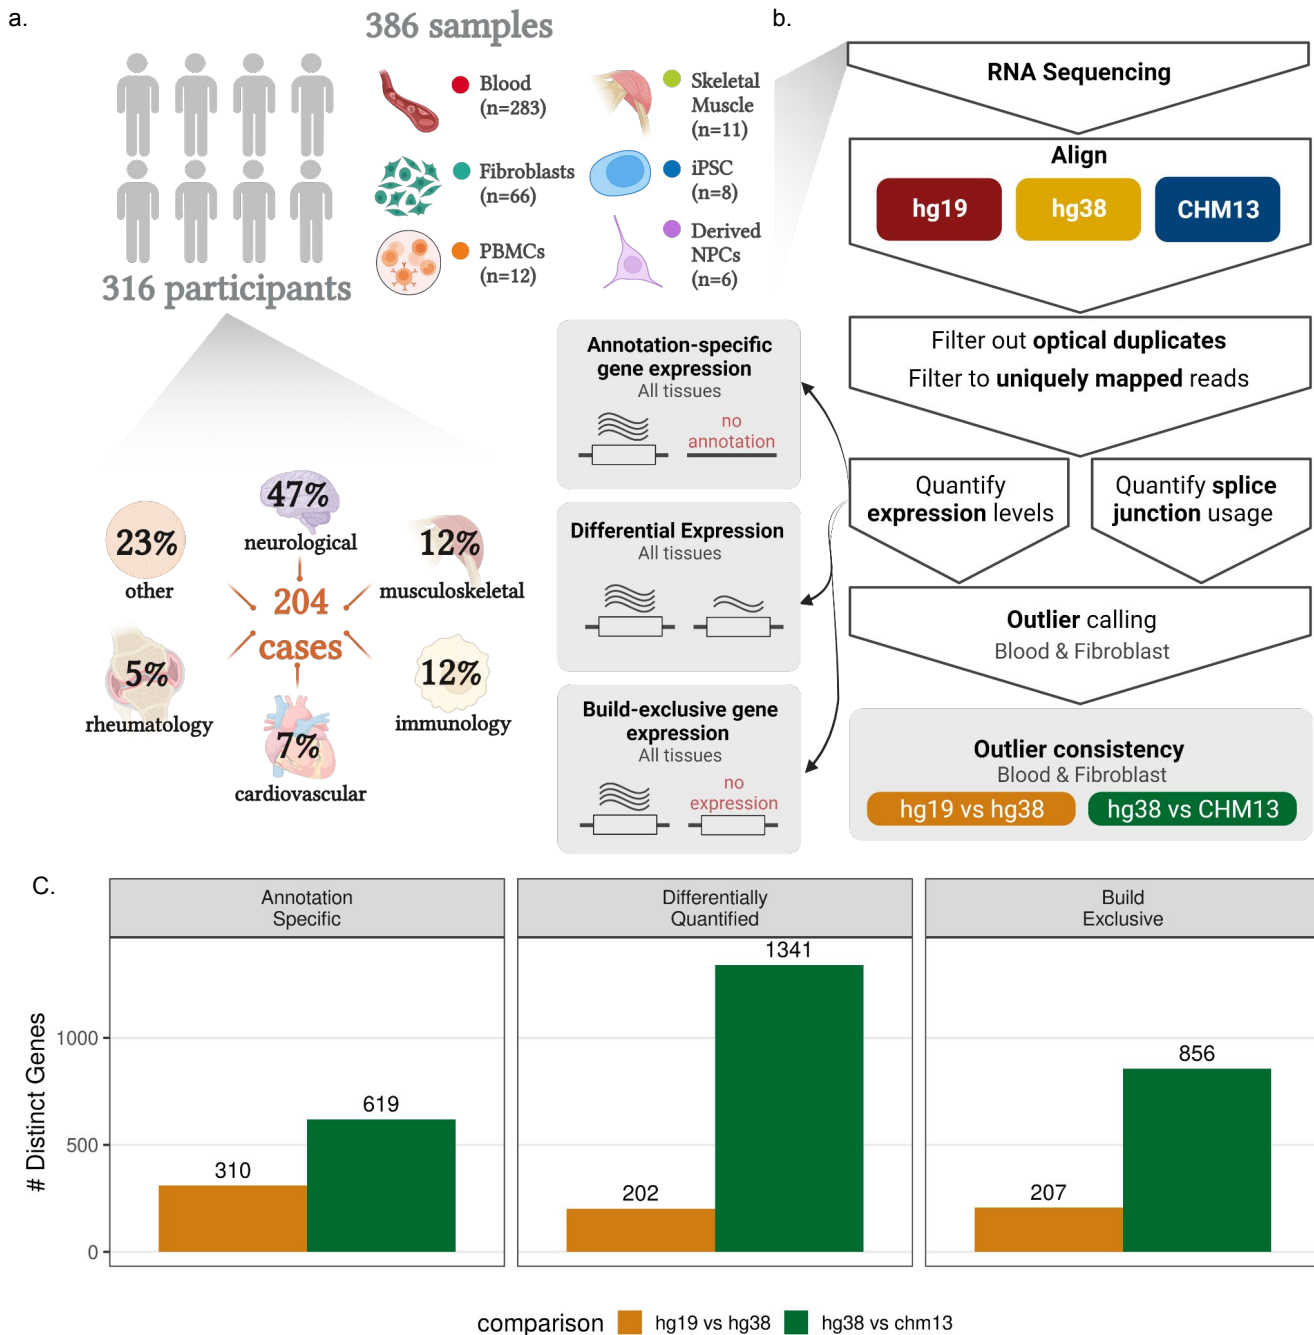 a.
386 samples
Blood
(n=283)
Skeletal
Muscle
(n=11)
Fibroblasts
(n=66)
iPSC
(n=8)
PBMCs
(n=12)
Derived
NPCs
(n=6)
316 participants
47%
neurological
23%
other
12%
musculoskeletal
204
cases
5%
rheumatology
12%
immunology
7%
cardiovascular
b.
RNA Sequencing
Align
hg19
hg38
CHM13
Filter out optical duplicates
Filter to uniquely mapped reads
Quantify
expression levels
Quantify splice
junction usage
Outlier calling
Blood & Fibroblast
Outlier consistency
Blood & Fibroblast
hg19 vs hg38
hg38 vs CHM13
Annotation-specific
gene expression
All tissues
no
annotation
Differential Expression
All tissues
Build-exclusive gene
expression
All tissues
no
expression
C.
Annotation
Specific
Differentially
Quantified
Build
Exclusive
# Distinct Genes
1000
500
0
310
619
202
1341
207
856
comparison
hg19 vs hg38
hg38 vs chm13